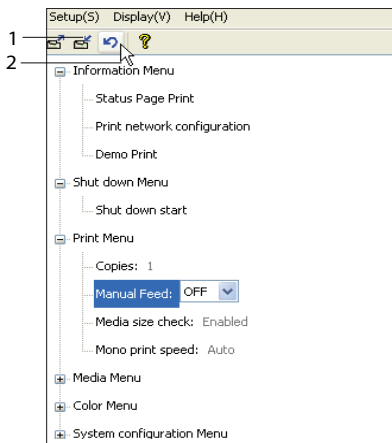 Setup(S) Display(V) Help(H)
1
2
Information Menu
Status Page Print
Print network configuration
Demo Print
Shut down Menu
Shut down start
Print Menu
Copies: 1
Manual Feed: OFF
Media size check: Enabled
Mono print speed: Auto
Media Menu
Color Menu
System configuration Menu